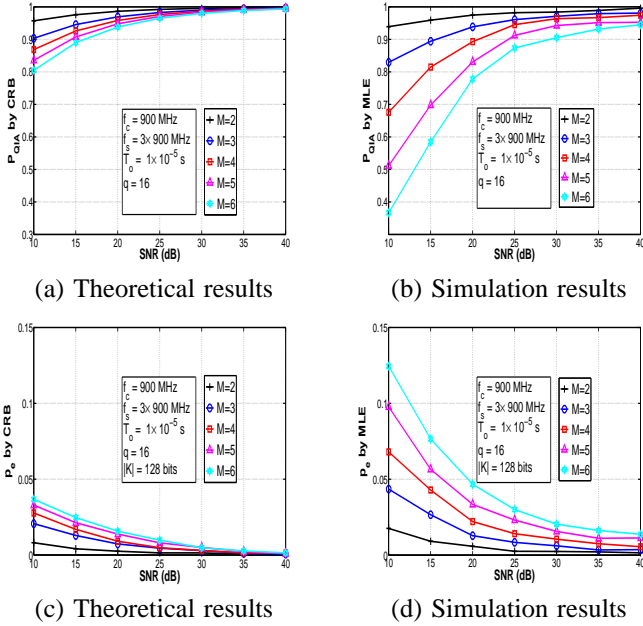 1
0.9
0.8
0.7
0.6
0.5
0.4
0.3
10 15 20 25 30 35 40
SNR (dB)
P_QIA by CRB
f_c = 900 MHz
f_s = 3× 900 MHz
T_o = 1× 10^−5 s
q = 16
M=2
M=3
M=4
M=5
M=6
(a) Theoretical results
1
0.9
0.8
0.7
0.6
0.5
0.4
0.3
10 15 20 25 30 35 40
SNR (dB)
P_QIA by MLE
f_c = 900 MHz
f_s = 3× 900 MHz
T_o = 1× 10^−5 s
q = 16
M=2
M=3
M=4
M=5
M=6
(b) Simulation results
0.15
0.1
0.05
0
10 15 20 25 30 35 40
SNR (dB)
P_e by CRB
f_c = 900 MHz
f_s = 3× 900 MHz
T_o = 1× 10^−5 s
q = 16
|K| = 128 bits
M=2
M=3
M=4
M=5
M=6
(c) Theoretical results
0.15
0.1
0.05
0
10 15 20 25 30 35 40
SNR (dB)
P_e by MLE
f_c = 900 MHz
f_s = 3× 900 MHz
T_o = 1× 10^−5 s
q = 16
|K| = 128 bits
M=2
M=3
M=4
M=5
M=6
(d) Simulation results